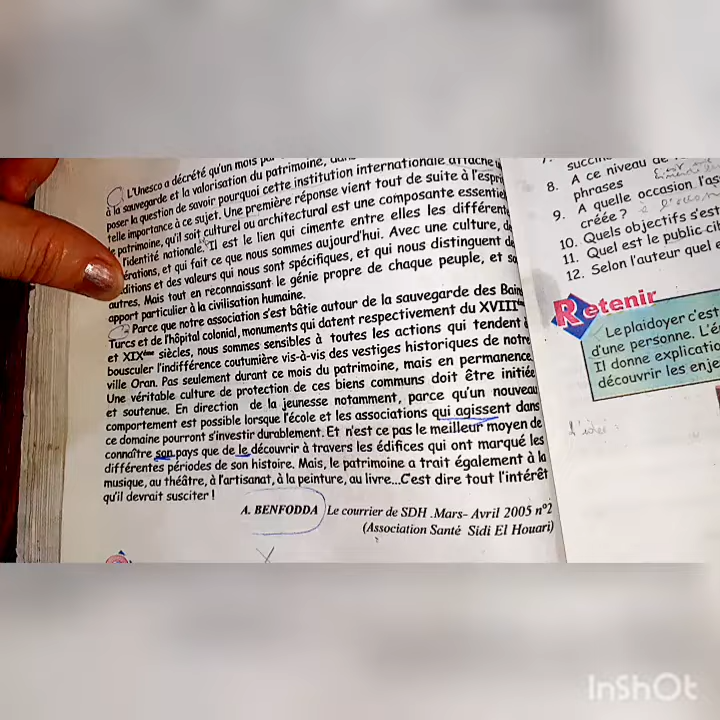 L'Unesco a décrété qu'un mois
à la sauvegarde et la valorisation du patrimoine,
poser la question de savoir pourquoi cette institution internationale attache
telle importance à ce sujet. Une première réponse vient tout de suite à l'espri
patrimoine, qu'il soit culturel ou architectural est une composante essentiel
l'identité nationale. Il est le lien qui cimente entre elles les différent
érations, et qui fait ce que nous sommes aujourd'hui. Avec une culture, de
ditions et des valeurs qui nous sont spécifiques, et qui nous distinguent de
autres. Mais tout en reconnaissant le génie propre de chaque peuple, et so
apport particulier à la civilisation humaine.
Parce que notre association s'est bâtie autour de la sauvegarde des Bain
Turcs et de l'hôpital colonial, monuments qui datent respectivement du XVIIIème
et XIXème siècles, nous sommes sensibles à toutes les actions qui tendent à
bousculer l'indifférence coutumière vis-à-vis des vestiges historiques de notre
ville Oran. Pas seulement durant ce mois du patrimoine, mais en permanence.
Une véritable culture de protection de ces biens communs doit être initiée
et soutenue. En direction de la jeunesse notamment, parce qu'un nouveau
comportement est possible lorsque l'école et les associations qui agissent dans
ce domaine pourront s'investir durablement. Et n'est ce pas le meilleur moyen de
connaître son pays que de le découvrir à travers les édifices qui ont marqué les
différentes périodes de son histoire. Mais, le patrimoine a trait également à la
musique, au théâtre, à l'artisanat, à la peinture, au livre...C'est dire tout l'intérêt
qu'il devrait susciter !
A. BENFODDA Le courrier de SDH .Mars- Avril 2005 n°2
(Association Santé Sidi El Houari)
succin
8. A ce niveau de
phrases
9. A quelle occasion l'as
créée ?
10. Quels objectifs s'est
11. Quel est le public cib
12. Selon l'auteur quel e
Retenir
Le plaidoyer c'est
d'une personne. L'é
Il donne explicatio
découvrir les enje
l'idée :
InShOt